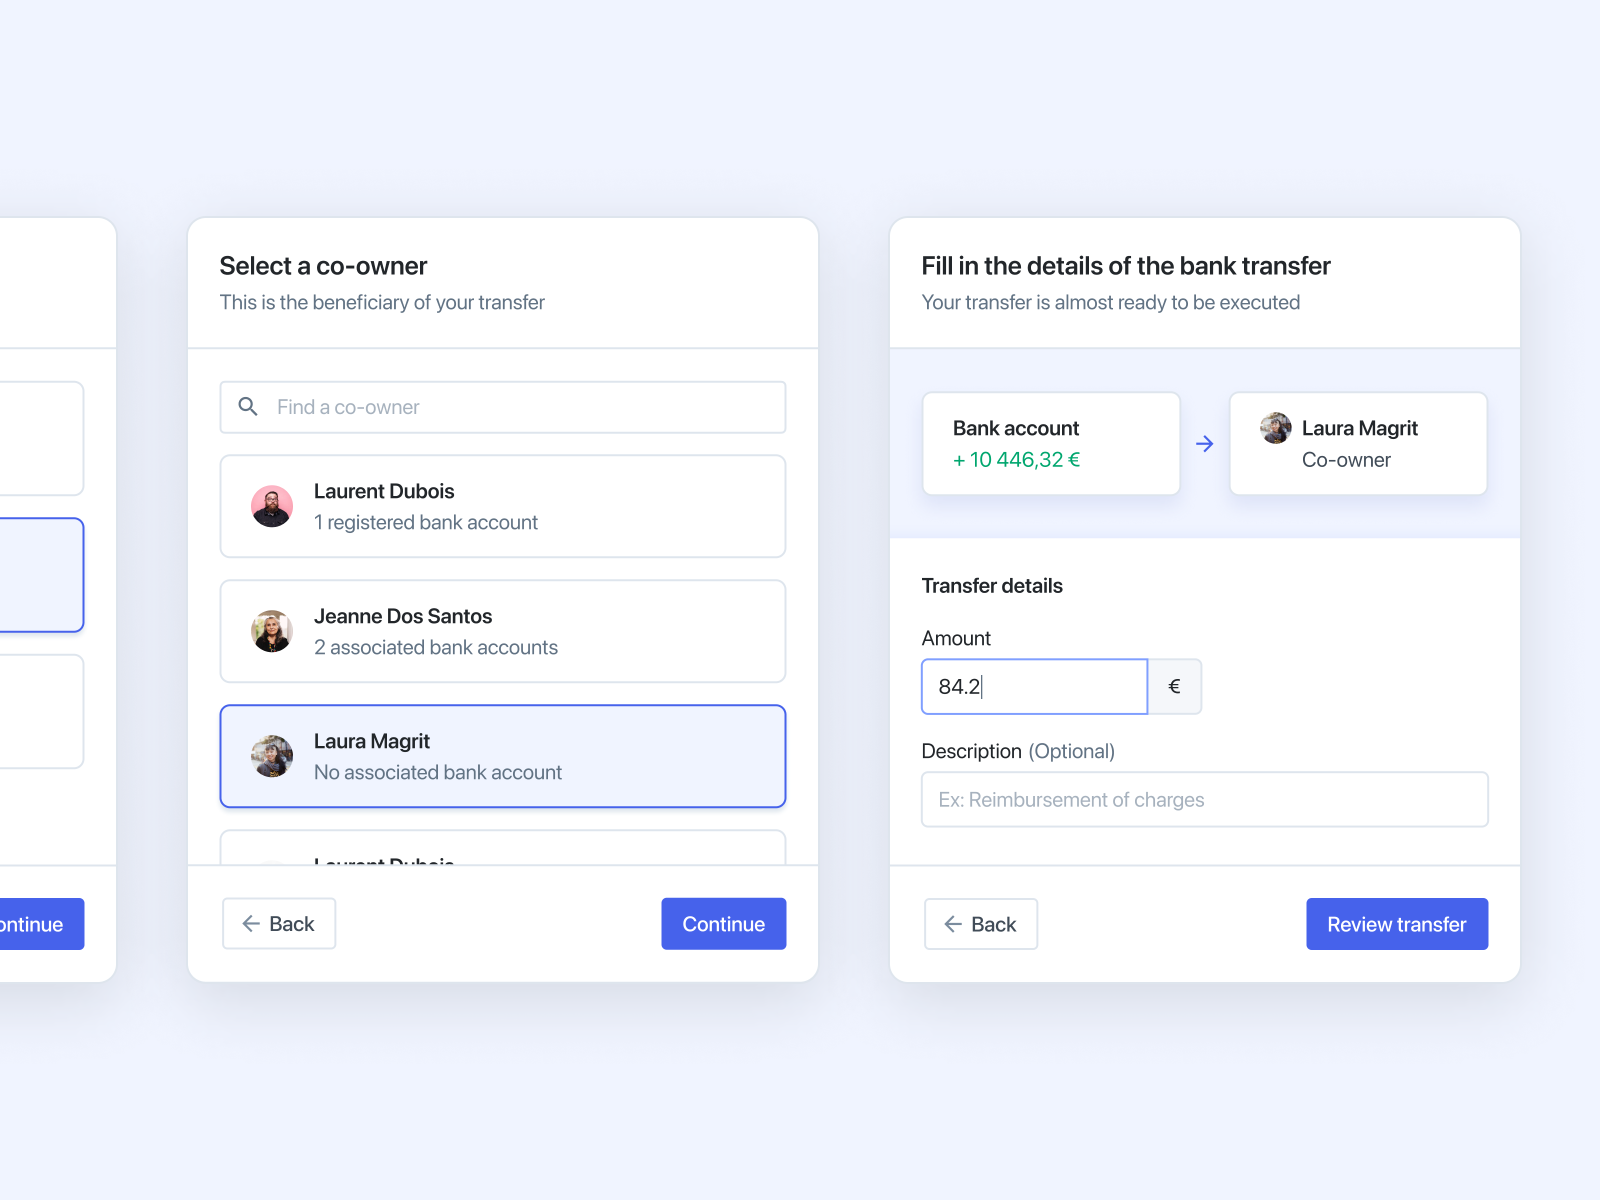 ontinue
Select a co-owner
This is the beneficiary of your transfer
Find a co-owner
Laurent Dubois
1 registered bank account
Jeanne Dos Santos
2 associated bank accounts
Laura Magrit
No associated bank account
Laurent Dubois
Back
Continue
Fill in the details of the bank transfer
Your transfer is almost ready to be executed
Bank account
+ 10 446,32 €
Laura Magrit
Co-owner
Transfer details
Amount
84.2 €
Description (Optional)
Ex: Reimbursement of charges
Back
Review transfer